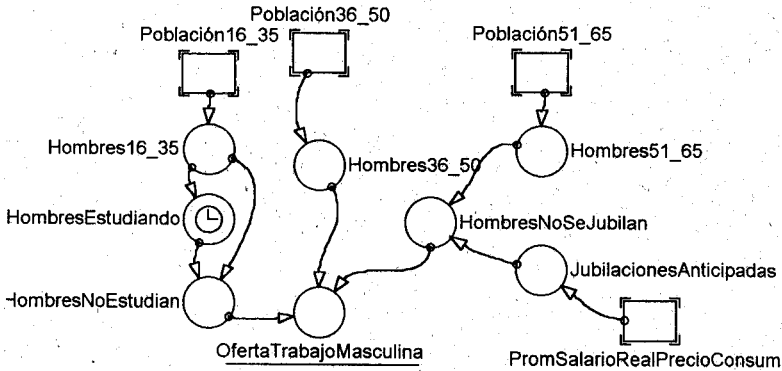 Población36_50
Población16_35
Población51_65
Hombres16_35
Hombres36_50
Hombres51_65
HombresEstudiando
HombresNoSeJubilan
JubilacionesAnticipadas
HombresNoEstudian
OfertaTrabajoMasculina
PromSalarioRealPrecioConsum